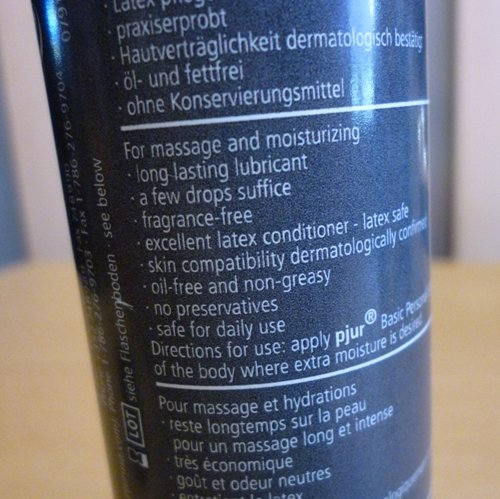 · praxiserprobt
· Hautverträglichkeit dermatologisch bestätigt
· öl- und fettfrei
· ohne Konservierungsmittel
For massage and moisturizing
· long-lasting lubricant
· a few drops suffice
· fragrance-free
· excellent latex conditioner - latex safe
· skin compatibility dermatologically confirmed
· oil-free and non-greasy
· no preservatives
· safe for daily use
Directions for use: apply pjur® Basic
of the body where extra moisture is desired.
Pour massage et hydrations
· reste longtemps sur la peau
pour un massage long et intense
· très économique
· goût et odeur neutres
LOT siehe Flaschenboden · see below
786-276-9704